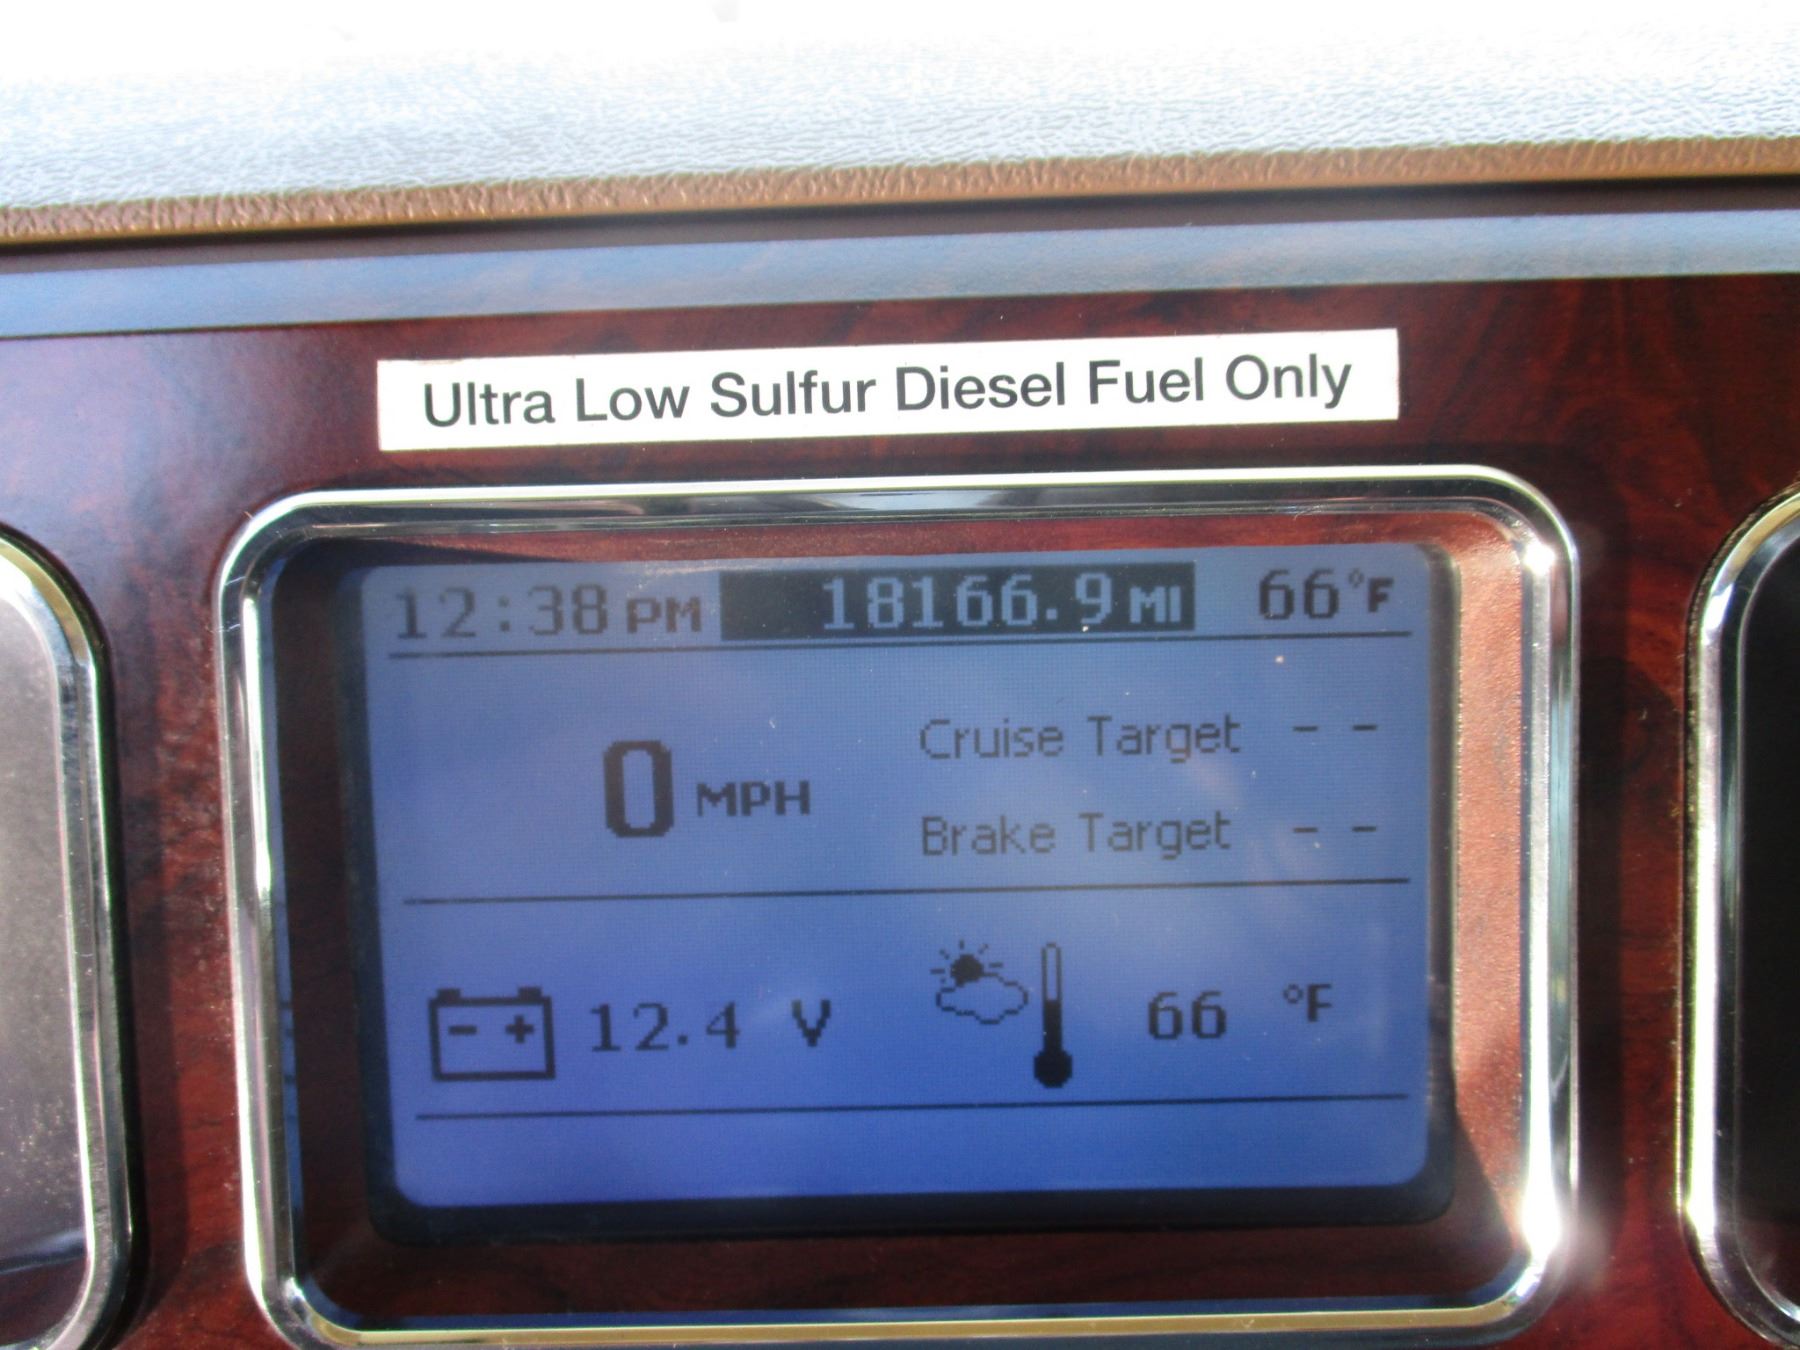 Ultra Low Sulfur Diesel Fuel Only
12:38 PM 18166.9 MI 66°F
0 MPH
Cruise Target - -
Brake Target - -
- + 12.4 V 66 °F